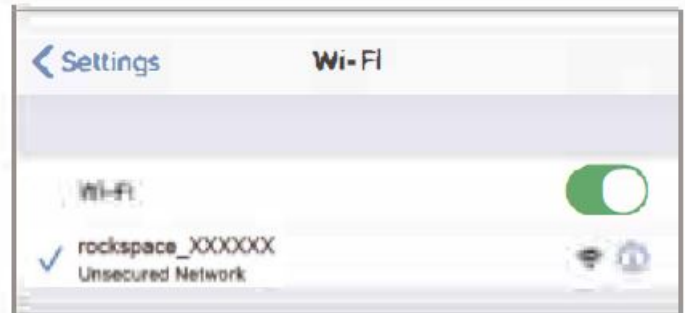 Settings
Wi-Fi
Wi-Fi
rockspace_XXXXXX
Unsecured Network